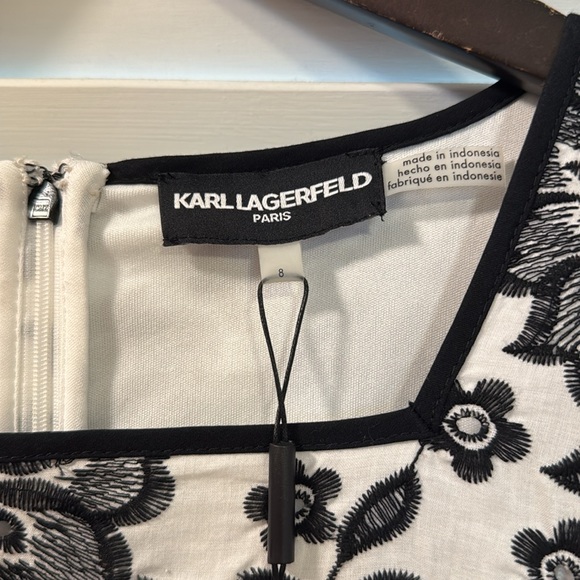 KARL LAGERFELD
PARIS
8
made in indonesia
hecho en indonesia
fabriqué en indonesie